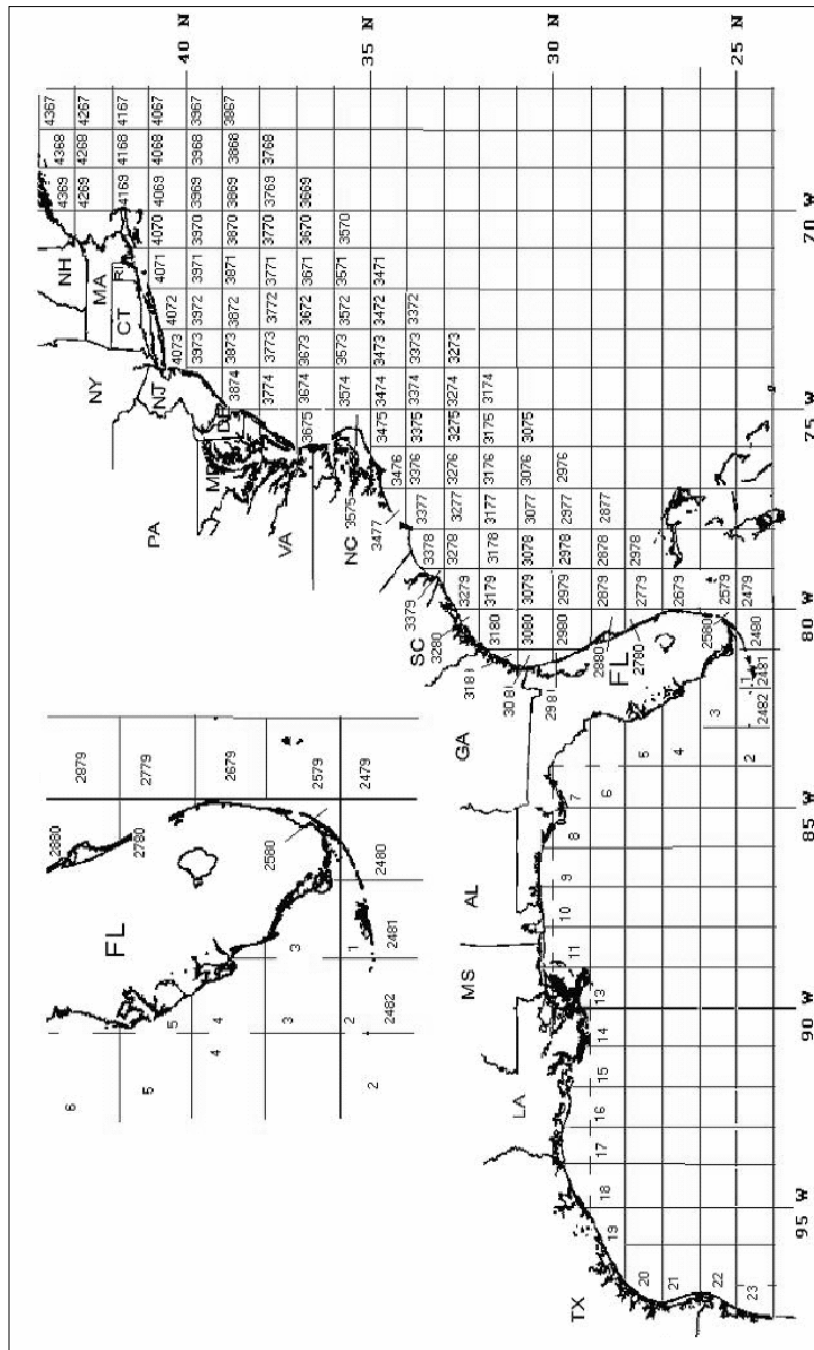 NH
4369 4368 4367
4269 4268 4267
NY
MA
CT
RI
4169 4168 4167
40 N
PA
NJ
4073 4072 4071 4070 4069 4068 4067
3973 3972 3971 3970 3969 3968 3967
DE
3874 3873 3872 3871 3870 3869 3868 3867
3774 3773 3772 3771 3770 3769 3768
VA
3675 3674 3673 3672 3671 3670 3669
NC
3575 3574 3573 3572 3571 3570
35 N
3477 3476 3475 3474 3473 3472 3471
SC
3379 3378 3377 3376 3375 3374 3373 3372
3280 3279 3278 3277 3276 3275 3274 3273
GA
3181 3180 3179 3178 3177 3176 3175 3174
3081 3080 3079 3078 3077 3076 3075
30 N
2981 2980 2979 2978 2977 2976
2880 2879 2878 2877
2780 2779 2978
2679
2580 2579
25 N
2482 2481 2480 2479
TX
LA
MS
AL
FL
23 22 21 20 19 18 17 16 15 14 13 11 10 9 8 7 6
5
4
3
2
1
95 W 90 W 85 W 80 W 75 W 70 W
2880 2879
6
FL
2780 2779
5 5
4 4
2679
3 3
2580 2579
2 2 1
2482 2481 2480 2479